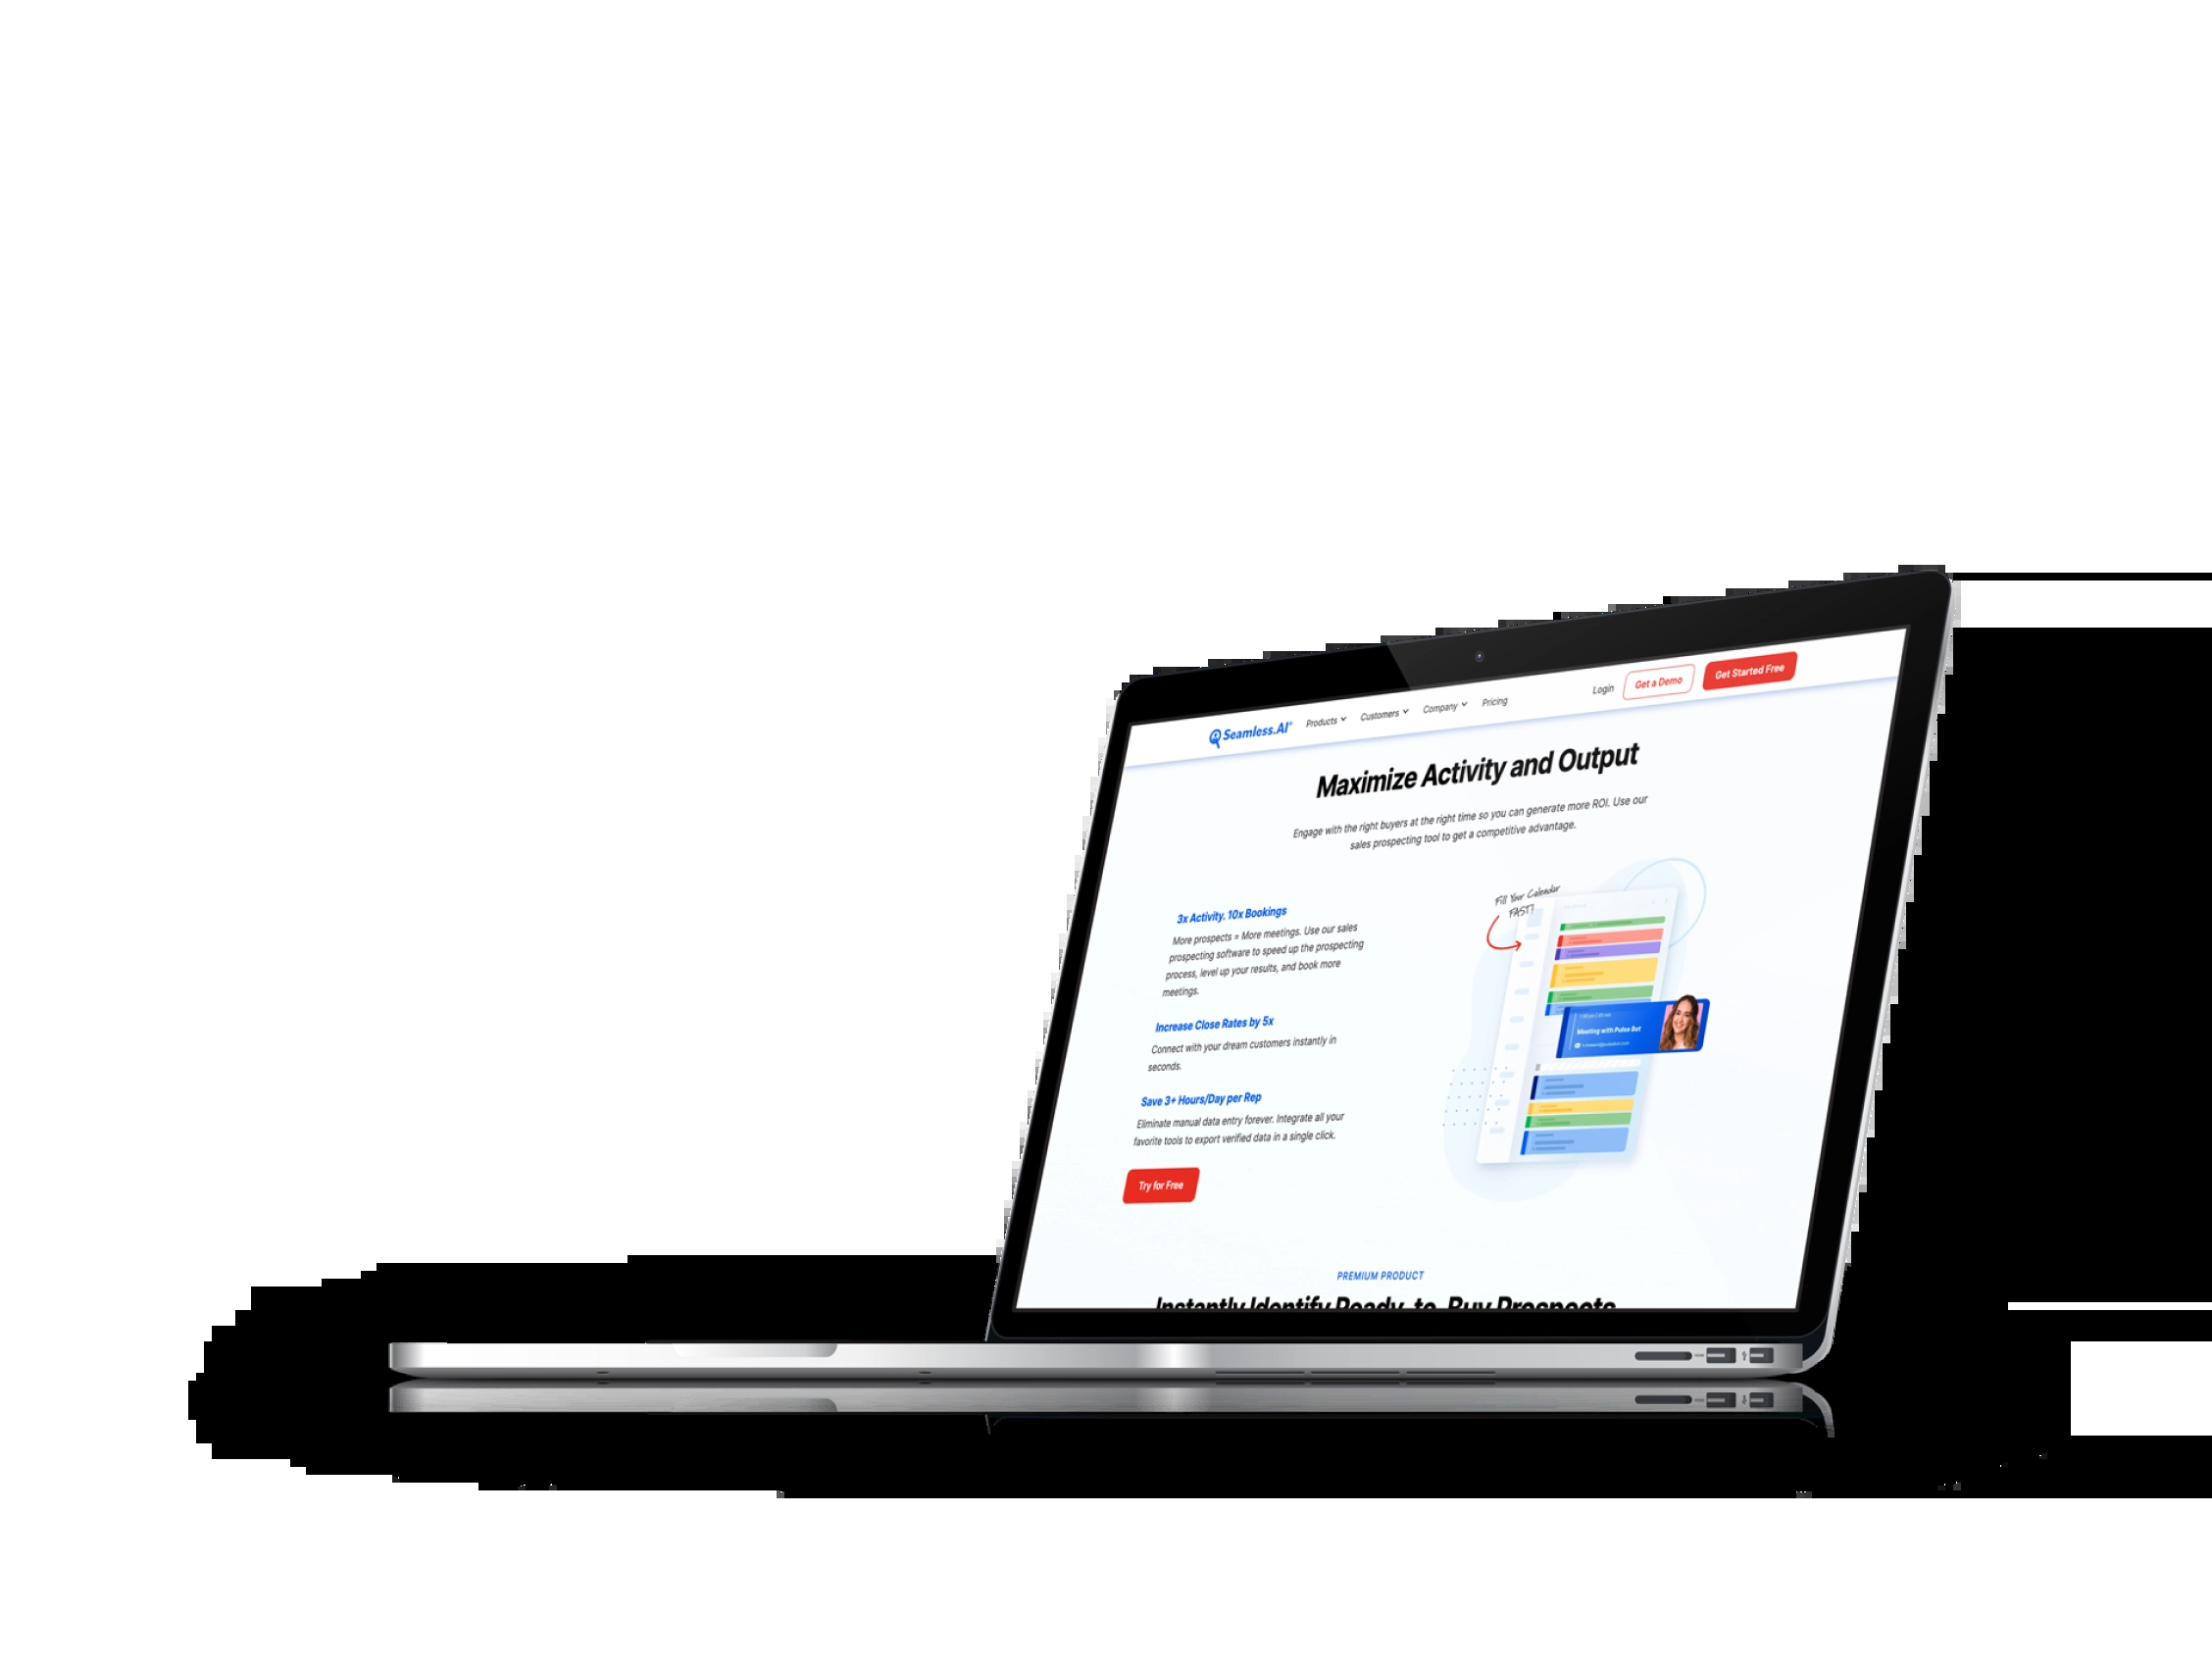 Seamless.AI® Products Customers Company Pricing Login Get a Demo Get Started Free
Maximize Activity and Output
Engage with the right buyers at the right time so you can generate more ROI. Use our
sales prospecting tool to get a competitive advantage.
3x Activity. 10x Bookings
More prospects = More meetings. Use our sales
prospecting software to speed up the prospecting
process, level up your results, and book more
meetings.
Increase Close Rates by 5x
Connect with your dream customers instantly in
seconds.
Save 3+ Hours/Day per Rep
Eliminate manual data entry forever. Integrate all your
favorite tools to export verified data in a single click.
Try for Free
Fill Your Calendar
FAST!
Meeting with Pulse Bot
PREMIUM PRODUCT
Instantly Identify Ready-to-Buy Prospects